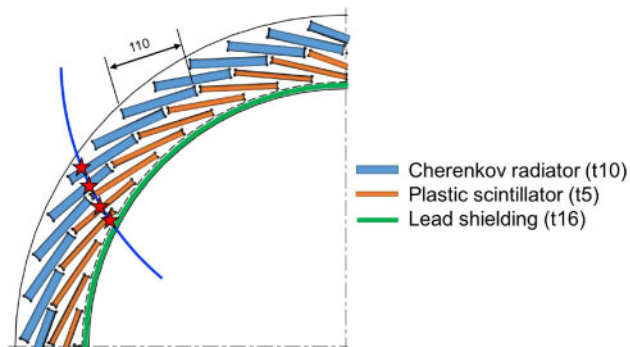 110
Cherenkov radiator (t10)
Plastic scintillator (t5)
Lead shielding (t16)